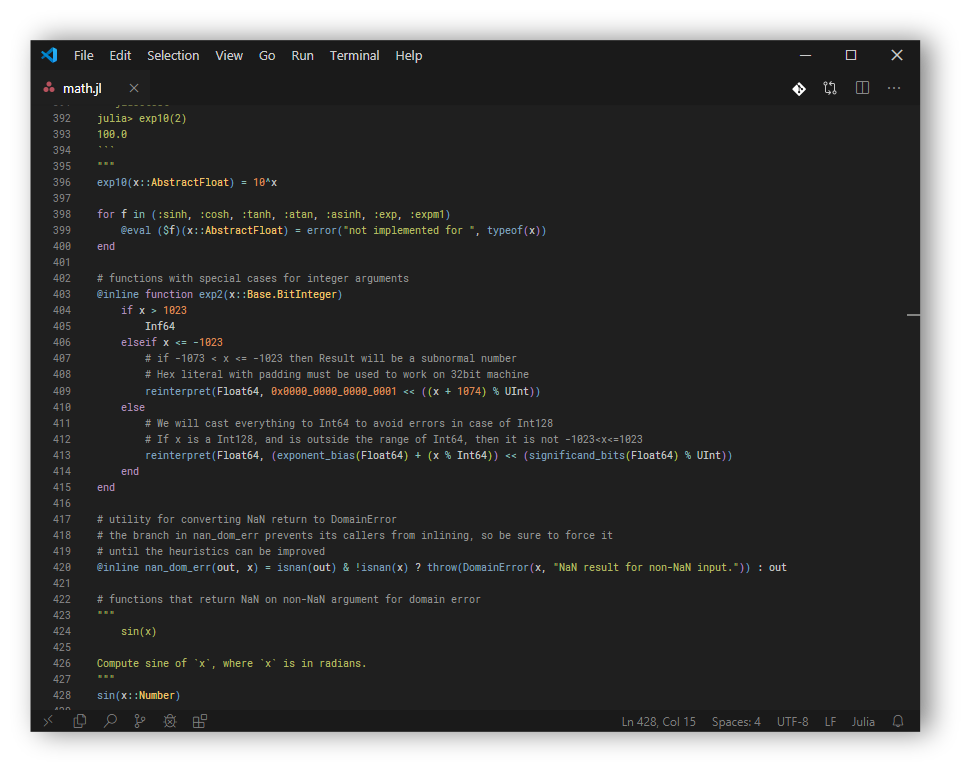 File Edit Selection View Go Run Terminal Help
math.jl
392 julia> exp10(2)
393 100.0
394 ```
395 """
396 exp10(x::AbstractFloat) = 10^x
397
398 for f in (:sinh, :cosh, :tanh, :atan, :asinh, :exp, :expm1)
399     @eval ($f)(x::AbstractFloat) = error("not implemented for ", typeof(x))
400 end
401
402 # functions with special cases for integer arguments
403 @inline function exp2(x::Base.BitInteger)
404     if x > 1023
405         Inf64
406     elseif x <= -1023
407         # if -1073 < x <= -1023 then Result will be a subnormal number
408         # Hex literal with padding must be used to work on 32bit machine
409         reinterpret(Float64, 0x0000_0000_0000_0001 << ((x + 1074) % UInt))
410     else
411         # We will cast everything to Int64 to avoid errors in case of Int128
412         # If x is a Int128, and is outside the range of Int64, then it is not -1023<x<=1023
413         reinterpret(Float64, (exponent_bias(Float64) + (x % Int64)) << (significand_bits(Float64) % UInt))
414     end
415 end
416
417 # utility for converting NaN return to DomainError
418 # the branch in nan_dom_err prevents its callers from inlining, so be sure to force it
419 # until the heuristics can be improved
420 @inline nan_dom_err(out, x) = isnan(out) & !isnan(x) ? throw(DomainError(x, "NaN result for non-NaN input.")) : out
421
422 # functions that return NaN on non-NaN argument for domain error
423 """
424     sin(x)
425
426 Compute sine of `x`, where `x` is in radians.
427 """
428 sin(x::Number)
Ln 428, Col 15 Spaces: 4 UTF-8 LF Julia